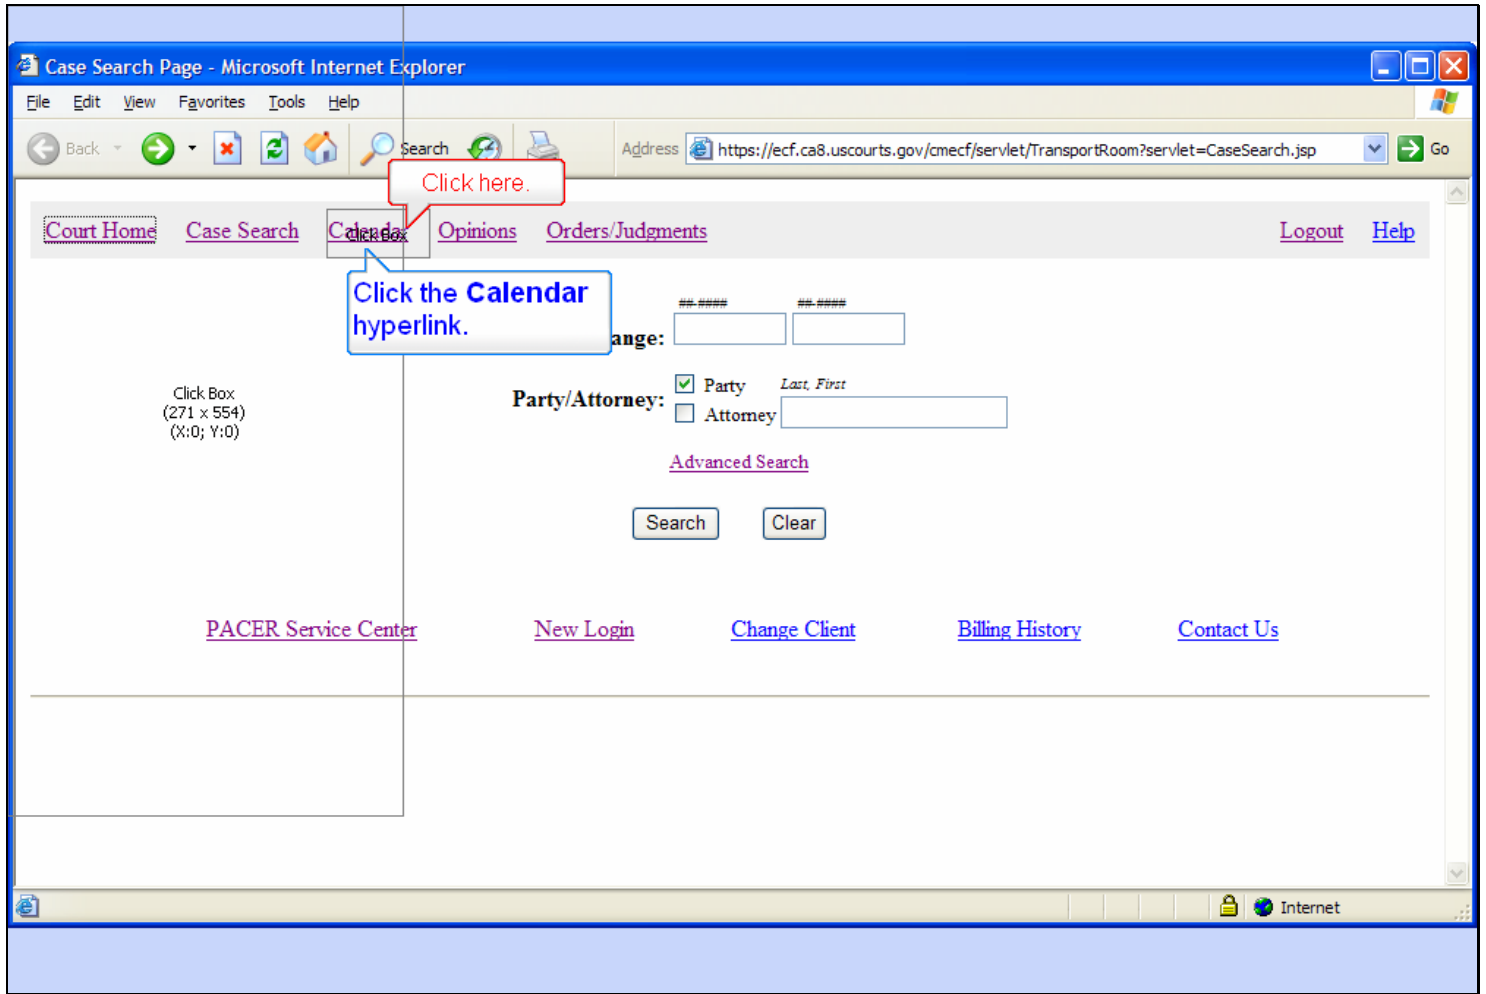 Case Search Page - Microsoft Internet Explorer
File Edit View Favorites Tools Help
Back Search Address https://ecf.ca8.uscourts.gov/cmecf/servlet/TransportRoom?servlet=CaseSearch.jsp Go
Click here.
Court Home Case Search Calendar Opinions Orders/Judgments Logout Help
Click Box
Click the Calendar
hyperlink.
##-#### ##-####
ange:
Click Box
(271 x 554)
(X:0; Y:0)
Party/Attorney: Party Last, First
Attorney
Advanced Search
Search Clear
PACER Service Center New Login Change Client Billing History Contact Us
Internet